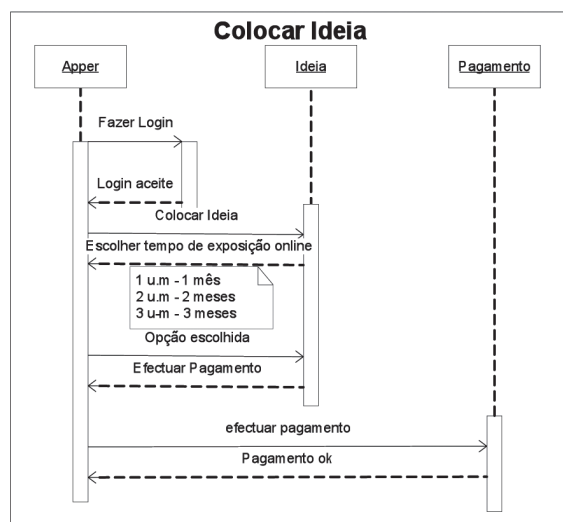 Colocar Ideia
Apper
Ideia
Pagamento
Fazer Login
Login aceite
Colocar Ideia
Escolher tempo de exposição online
1 u.m - 1 mês
2 u.m - 2 meses
3 u-m - 3 meses
Opção escolhida
Efectuar Pagamento
efectuar pagamento
Pagamento ok